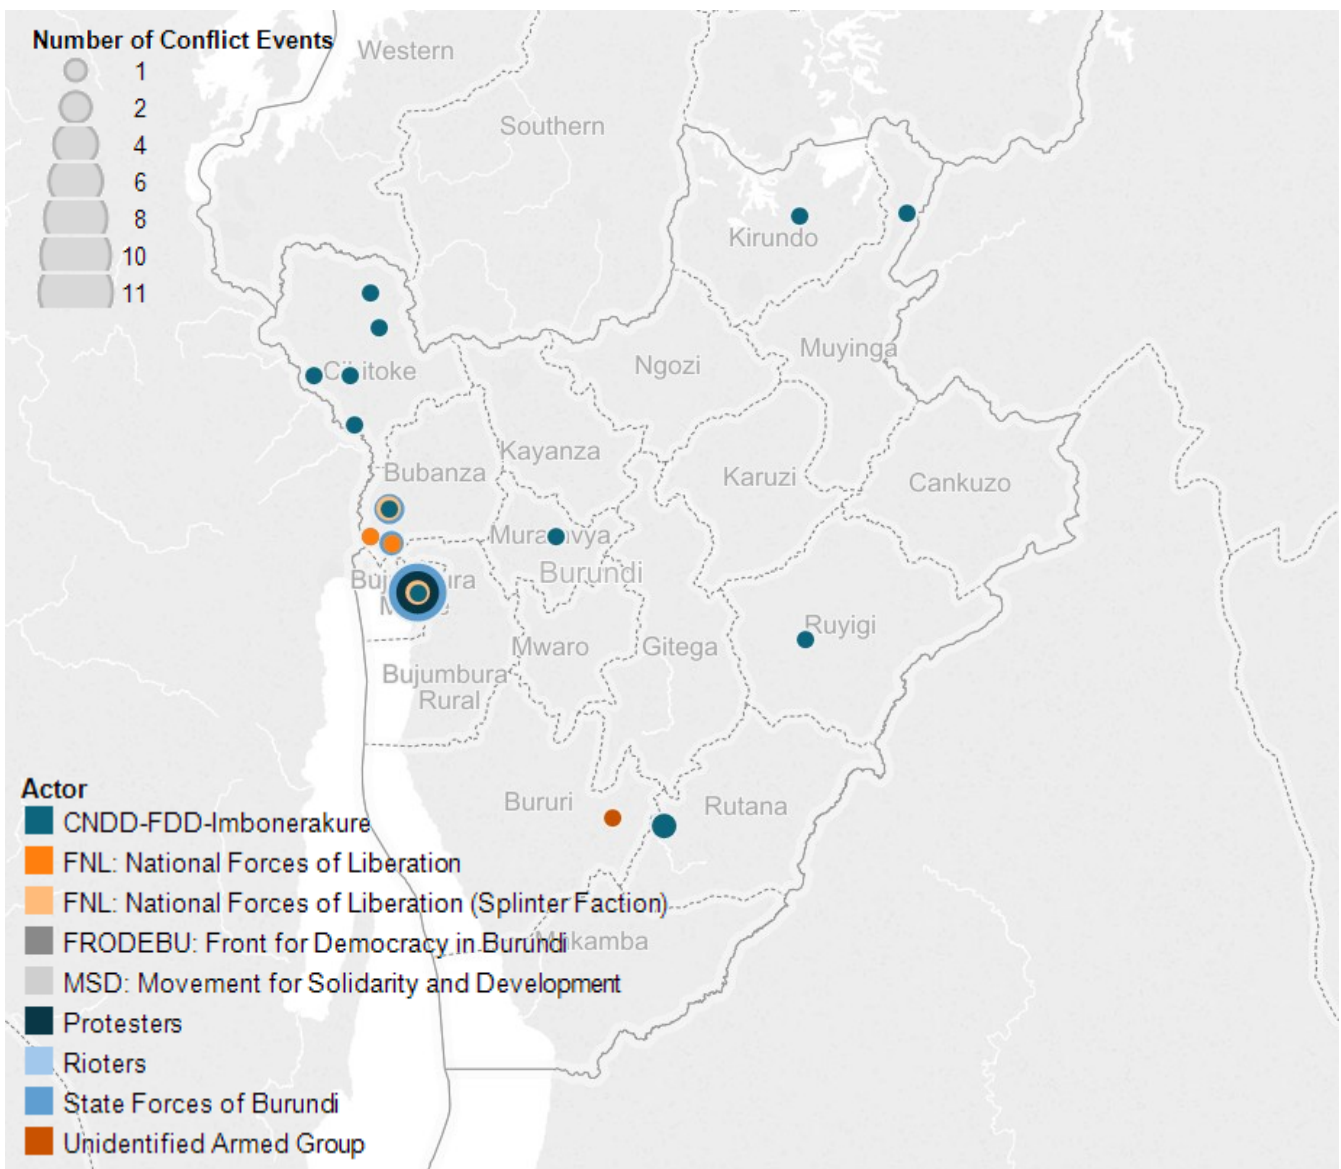 Number of Conflict Events
1
2
4
6
8
10
11
Western
Southern
Kirundo
Muyinga
Ngozi
Kayanza
Bubanza
Karuzi
Cankuzo
Burundi
Ruyigi
Mwaro
Gitega
Bujumbura
Rural
Bururi
Rutana
Actor
CNDD-FDD-Imbonerakure
FNL: National Forces of Liberation
FNL: National Forces of Liberation (Splinter Faction)
FRODEBU: Front for Democracy in Burundi
MSD: Movement for Solidarity and Development
Protesters
Rioters
State Forces of Burundi
Unidentified Armed Group